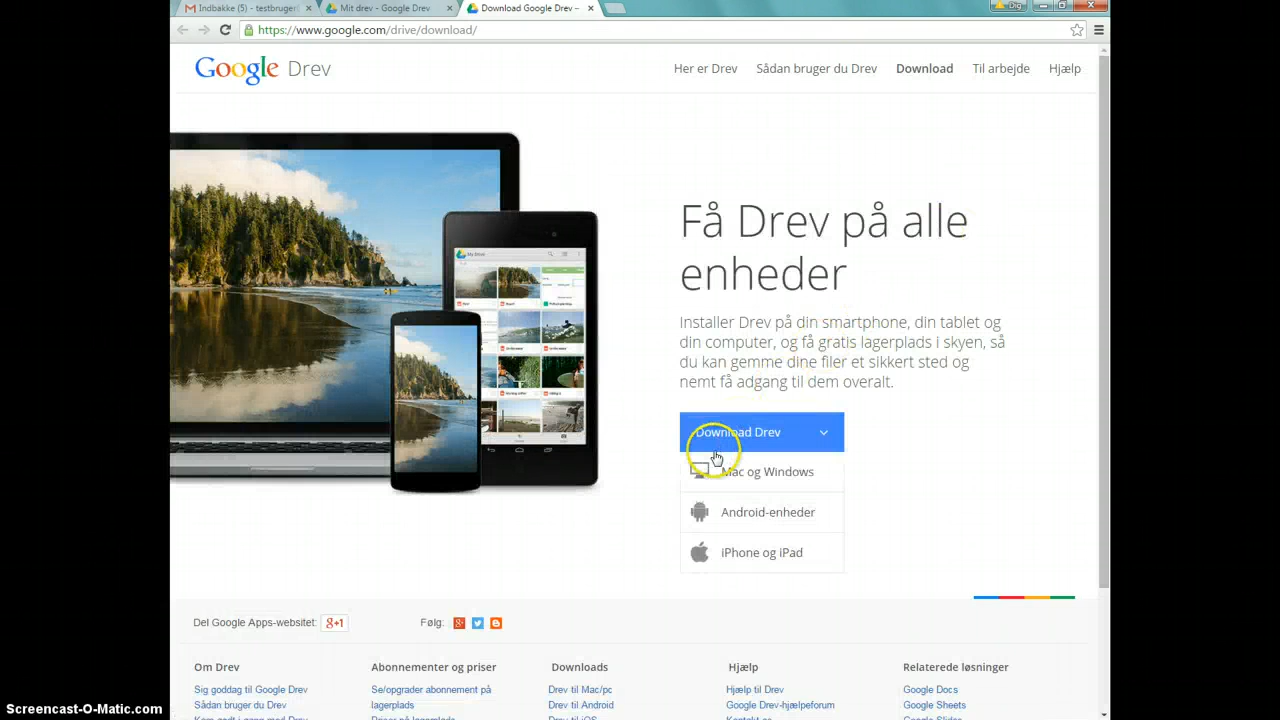 Indbakke (5) - testbruger
Mit drev - Google Drev
Download Google Drev –
Dig
https://www.google.com/drive/download/
Google Drev
Her er Drev
Sådan bruger du Drev
Download
Til arbejde
Hjælp
Få Drev på alle
enheder
Installer Drev på din smartphone, din tablet og
din computer, og få gratis lagerplads i skyen, så
du kan gemme dine filer et sikkert sted og
nemt få adgang til dem overalt.
Download Drev
Mac og Windows
Android-enheder
iPhone og iPad
Del Google Apps-websitet:
g+1
Følg:
Om Drev
Sig goddag til Google Drev
Sådan bruger du Drev
Abonnementer og priser
Se/opgrader abonnement på
lagerplads
Downloads
Drev til Mac/pc
Drev til Android
Drev til iOS
Hjælp
Hjælp til Drev
Google Drev-hjælpeforum
Relaterede løsninger
Google Docs
Google Sheets
Google Slides
Screencast-O-Matic.com